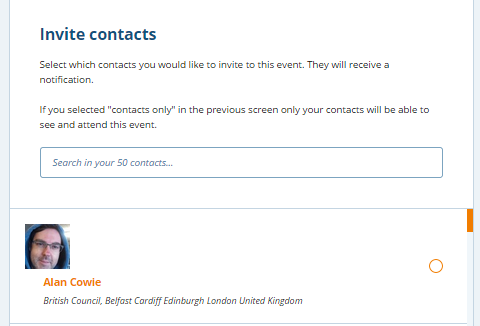 Invite contacts
Select which contacts you would like to invite to this event. They will receive a
notification.
If you selected "contacts only" in the previous screen only your contacts will be able to
see and attend this event.
Search in your 50 contacts...
Alan Cowie
British Council, Belfast Cardiff Edinburgh London United Kingdom